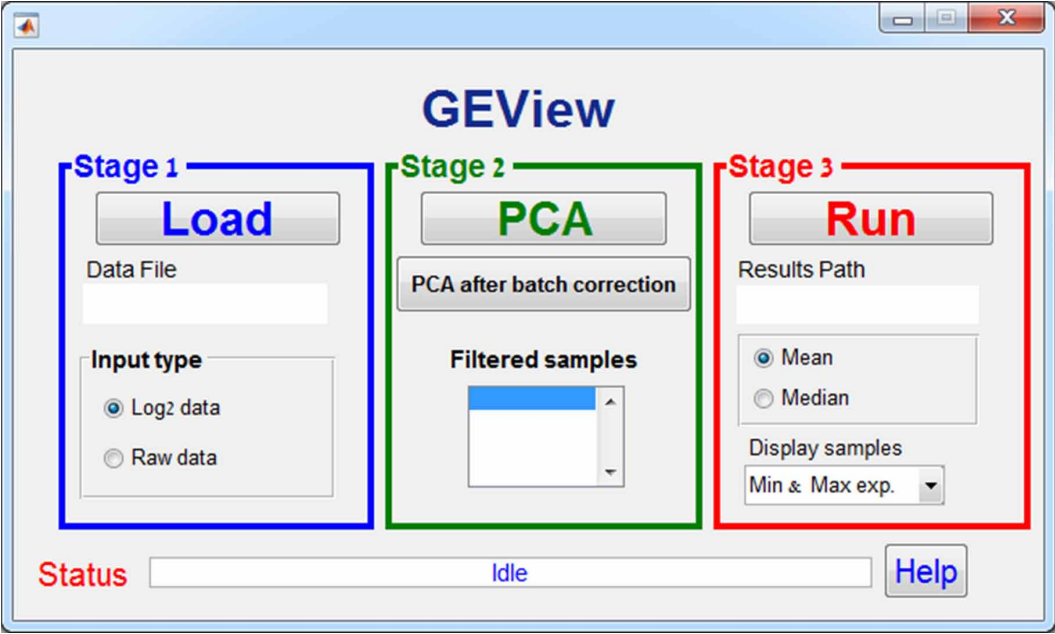 GEView
Stage 1
Load
Data File
Input type
Log2 data
Raw data
Stage 2
PCA
PCA after batch correction
Filtered samples
Stage 3
Run
Results Path
Mean
Median
Display samples
Min & Max exp.
Status
Idle
Help